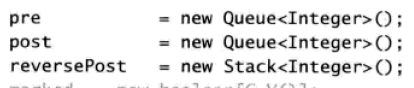 pre = new Queue<Integer>();
post = new Queue<Integer>();
reversePost = new Stack<Integer>();